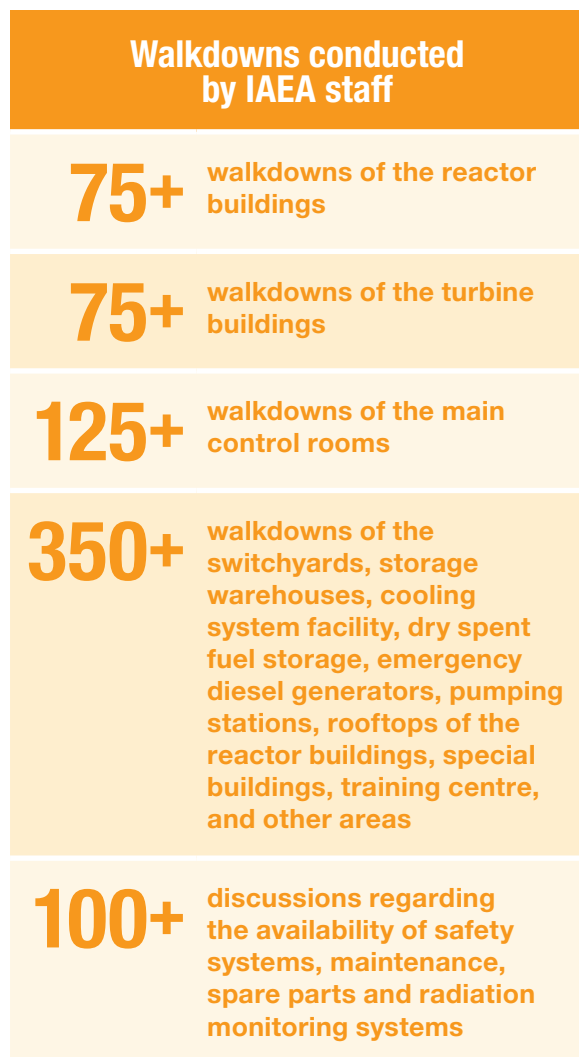 Walkdowns conducted
by IAEA staff
75+
walkdowns of the reactor
buildings
75+
walkdowns of the turbine
buildings
125+
walkdowns of the main
control rooms
350+
walkdowns of the
switchyards, storage
warehouses, cooling
system facility, dry spent
fuel storage, emergency
diesel generators, pumping
stations, rooftops of the
reactor buildings, special
buildings, training centre,
and other areas
100+
discussions regarding
the availability of safety
systems, maintenance,
spare parts and radiation
monitoring systems